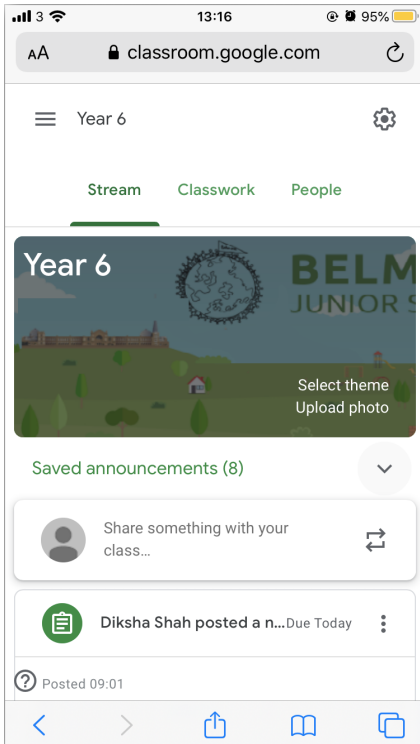 3 13:16 95%
AA classroom.google.com
Year 6
Stream Classwork People
Year 6
BELM
JUNIOR S
Select theme
Upload photo
Saved announcements (8)
Share something with your
class...
Diksha Shah posted a n... Due Today
Posted 09:01